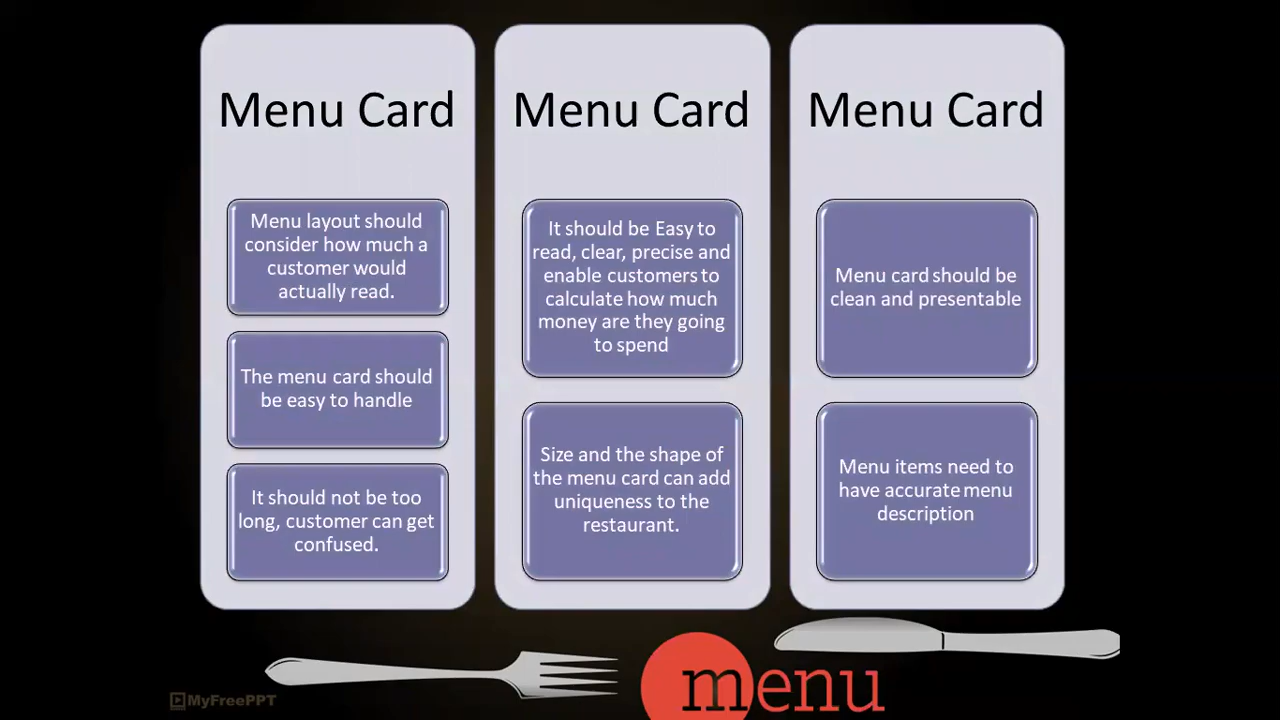 Menu Card
Menu layout should
consider how much a
customer would
actually read.
The menu card should
be easy to handle
It should not be too
long, customer can get
confused.
Menu Card
It should be Easy to
read, clear, precise and
enable customers to
calculate how much
money are they going
to spend
Size and the shape of
the menu card can add
uniqueness to the
restaurant.
Menu Card
Menu card should be
clean and presentable
Menu items need to
have accurate menu
description
menu
MyFreePPT